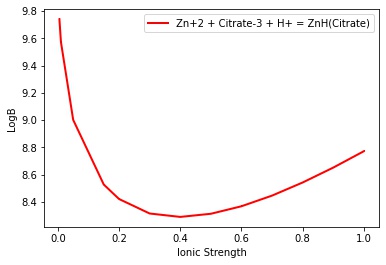 9.8
9.6
9.4
9.2
9.0
8.8
8.6
8.4
LogB
Zn+2 + Citrate-3 + H+ = ZnH(Citrate)
0.0 0.2 0.4 0.6 0.8 1.0
Ionic Strength